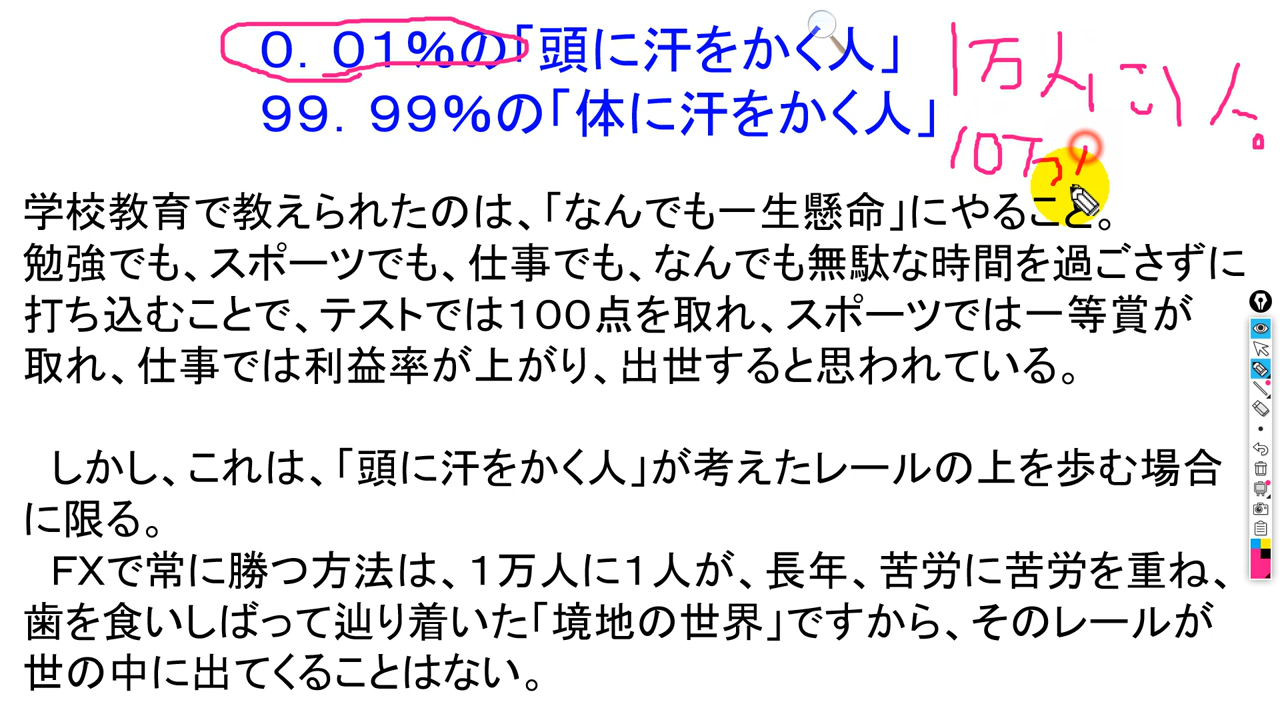 0.01%の「頭に汗をかく人」
1万人に1人。
99.99%の「体に汗をかく人」
10万
学校教育で教えられたのは、「なんでも一生懸命」にやること。
勉強でも、スポーツでも、仕事でも、なんでも無駄な時間を過ごさずに
打ち込むことで、テストでは100点を取れ、スポーツでは一等賞が
取れ、仕事では利益率が上がり、出世すると思われている。
しかし、これは、「頭に汗をかく人」が考えたレールの上を歩む場合
に限る。
FXで常に勝つ方法は、1万人に1人が、長年、苦労に苦労を重ね、
歯を食いしばって辿り着いた「境地の世界」ですから、そのレールが
世の中に出てくることはない。